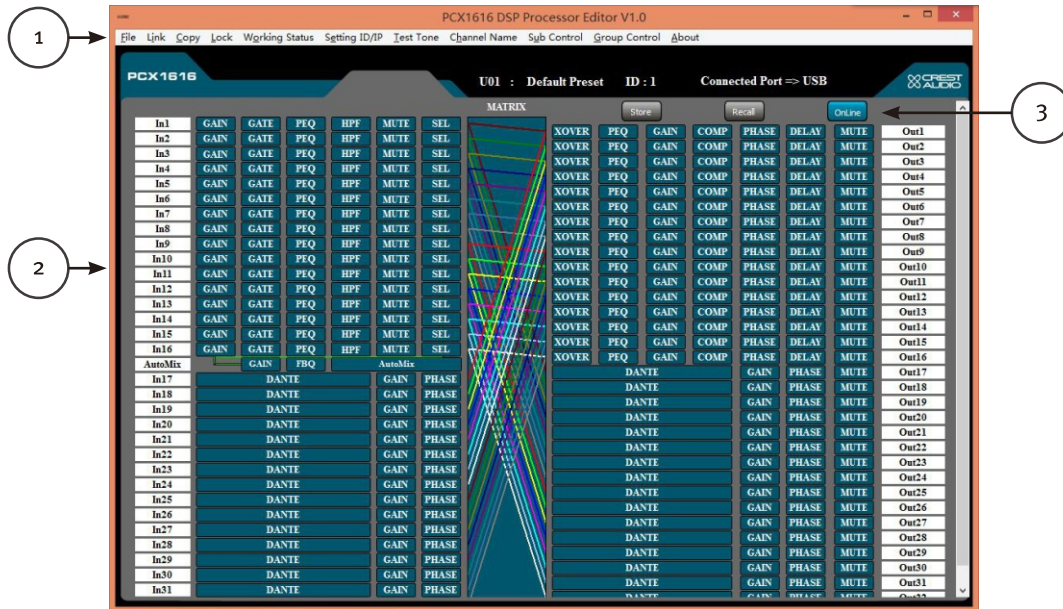 PCX1616 DSP Processor Editor V1.0
1
File Link Copy Lock Working Status Setting ID/IP Test Tone Channel Name Sub Control Group Control About
PCX1616
U01 : Default Preset ID : 1 Connected Port => USB
CREST AUDIO
MATRIX
Store Recall OnLine
3
In1 GAIN GATE PEQ HPF MUTE SEL
XOVER PEQ GAIN COMP PHASE DELAY MUTE Out1
In2 GAIN GATE PEQ HPF MUTE SEL
XOVER PEQ GAIN COMP PHASE DELAY MUTE Out2
In3 GAIN GATE PEQ HPF MUTE SEL
XOVER PEQ GAIN COMP PHASE DELAY MUTE Out3
In4 GAIN GATE PEQ HPF MUTE SEL
XOVER PEQ GAIN COMP PHASE DELAY MUTE Out4
In5 GAIN GATE PEQ HPF MUTE SEL
XOVER PEQ GAIN COMP PHASE DELAY MUTE Out5
In6 GAIN GATE PEQ HPF MUTE SEL
XOVER PEQ GAIN COMP PHASE DELAY MUTE Out6
In7 GAIN GATE PEQ HPF MUTE SEL
XOVER PEQ GAIN COMP PHASE DELAY MUTE Out7
In8 GAIN GATE PEQ HPF MUTE SEL
XOVER PEQ GAIN COMP PHASE DELAY MUTE Out8
In9 GAIN GATE PEQ HPF MUTE SEL
XOVER PEQ GAIN COMP PHASE DELAY MUTE Out9
2
In10 GAIN GATE PEQ HPF MUTE SEL
XOVER PEQ GAIN COMP PHASE DELAY MUTE Out10
In11 GAIN GATE PEQ HPF MUTE SEL
XOVER PEQ GAIN COMP PHASE DELAY MUTE Out11
In12 GAIN GATE PEQ HPF MUTE SEL
XOVER PEQ GAIN COMP PHASE DELAY MUTE Out12
In13 GAIN GATE PEQ HPF MUTE SEL
XOVER PEQ GAIN COMP PHASE DELAY MUTE Out13
In14 GAIN GATE PEQ HPF MUTE SEL
XOVER PEQ GAIN COMP PHASE DELAY MUTE Out14
In15 GAIN GATE PEQ HPF MUTE SEL
XOVER PEQ GAIN COMP PHASE DELAY MUTE Out15
In16 GAIN GATE PEQ HPF MUTE SEL
XOVER PEQ GAIN COMP PHASE DELAY MUTE Out16
AutoMix GAIN FBQ AutoMix
DANTE GAIN PHASE MUTE Out17
In17 DANTE GAIN PHASE
DANTE GAIN PHASE MUTE Out18
In18 DANTE GAIN PHASE
DANTE GAIN PHASE MUTE Out19
In19 DANTE GAIN PHASE
DANTE GAIN PHASE MUTE Out20
In20 DANTE GAIN PHASE
DANTE GAIN PHASE MUTE Out21
In21 DANTE GAIN PHASE
DANTE GAIN PHASE MUTE Out22
In22 DANTE GAIN PHASE
DANTE GAIN PHASE MUTE Out23
In23 DANTE GAIN PHASE
DANTE GAIN PHASE MUTE Out24
In24 DANTE GAIN PHASE
DANTE GAIN PHASE MUTE Out25
In25 DANTE GAIN PHASE
DANTE GAIN PHASE MUTE Out26
In26 DANTE GAIN PHASE
DANTE GAIN PHASE MUTE Out27
In27 DANTE GAIN PHASE
DANTE GAIN PHASE MUTE Out28
In28 DANTE GAIN PHASE
DANTE GAIN PHASE MUTE Out29
In29 DANTE GAIN PHASE
DANTE GAIN PHASE MUTE Out30
In30 DANTE GAIN PHASE
DANTE GAIN PHASE MUTE Out31
In31 DANTE GAIN PHASE